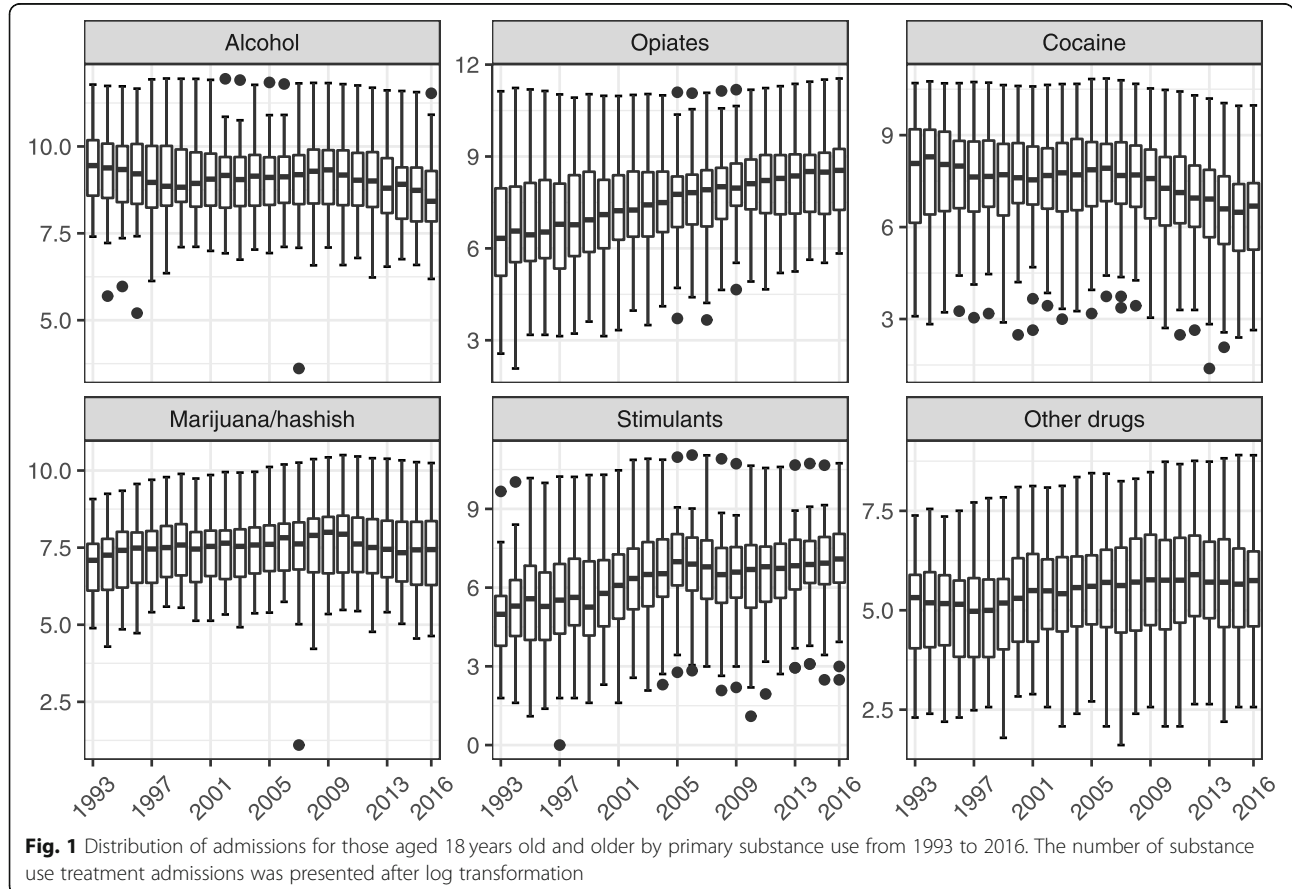 Alcohol
Opiates
Cocaine
10.0
7.5
5.0
12
9
6
3
9
6
3
Marijuana/hashish
Stimulants
Other drugs
10.0
7.5
5.0
2.5
9
6
3
0
7.5
5.0
2.5
1993 1997 2001 2005 2009 2013 2016
1993 1997 2001 2005 2009 2013 2016
1993 1997 2001 2005 2009 2013 2016
Fig. 1 Distribution of admissions for those aged 18 years old and older by primary substance use from 1993 to 2016. The number of substance
use treatment admissions was presented after log transformation